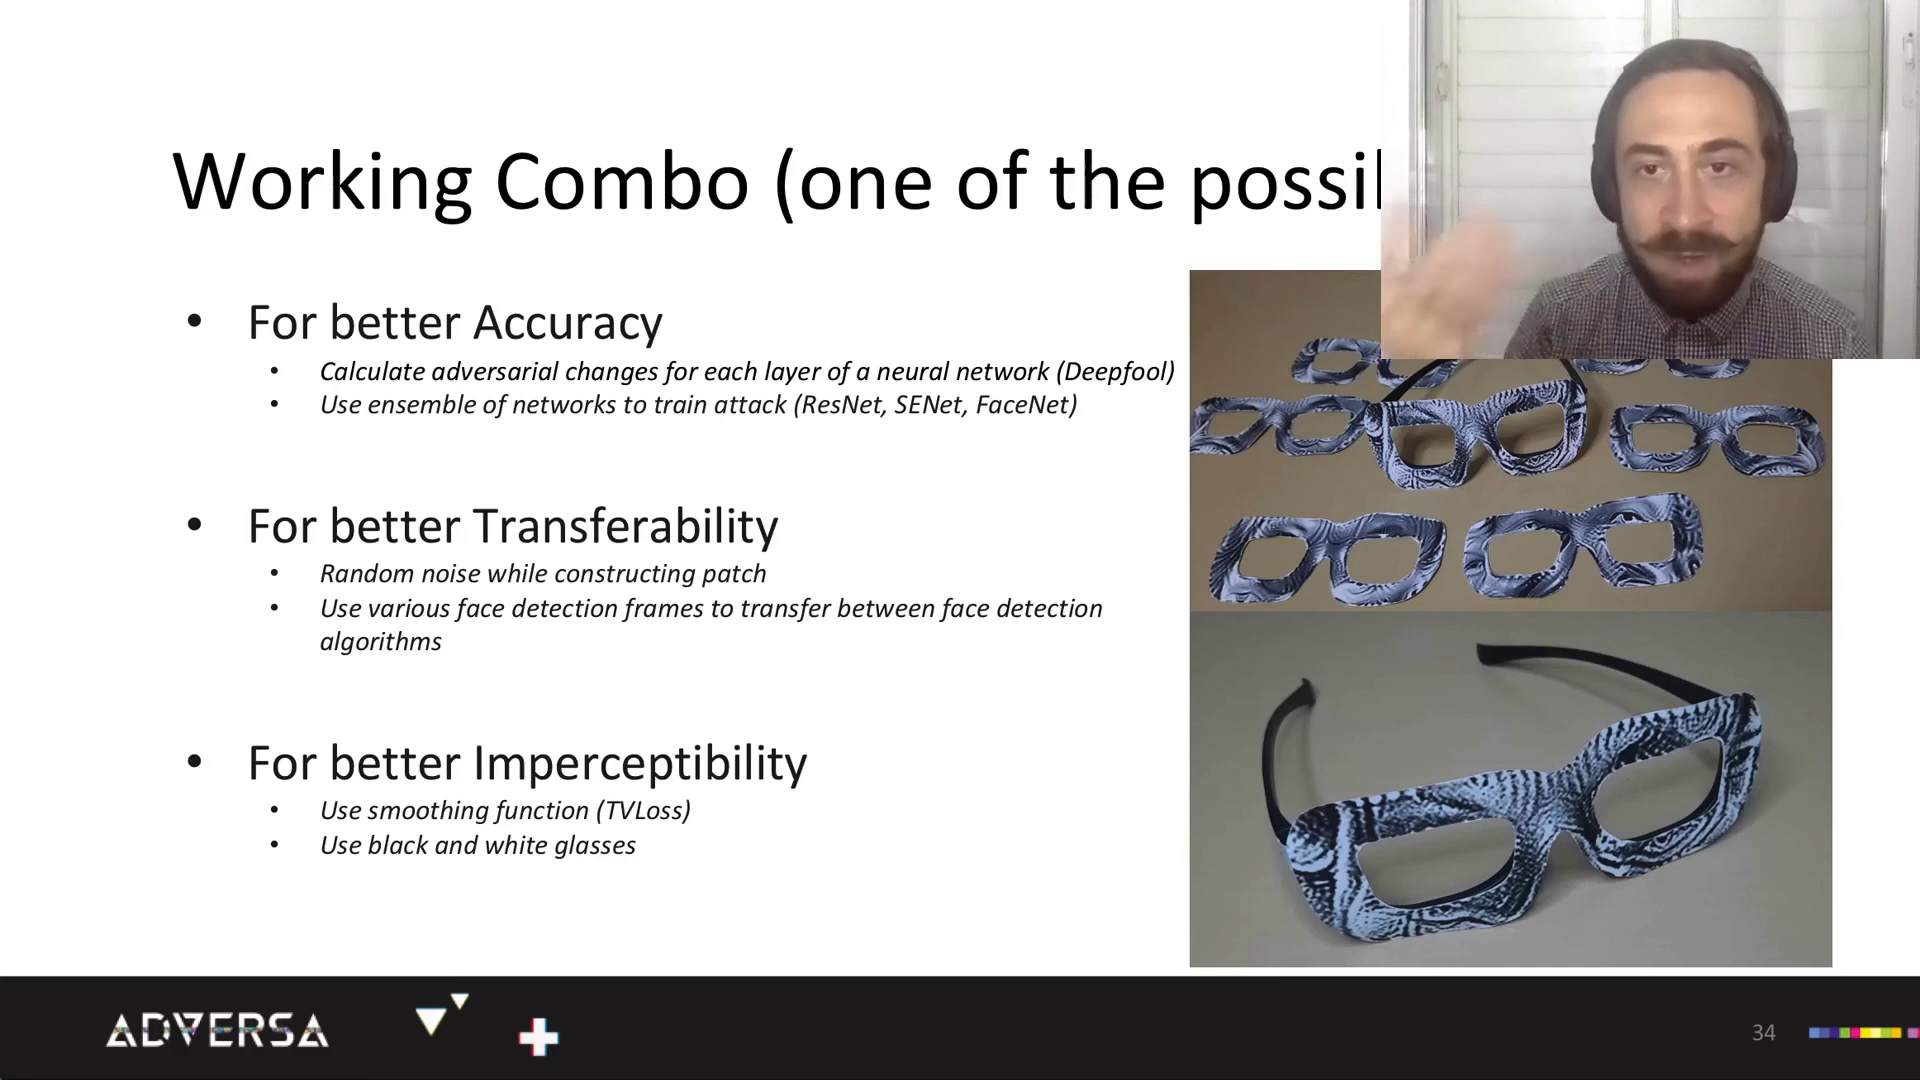 Working Combo (one of the possil
• For better Accuracy
• Calculate adversarial changes for each layer of a neural network (Deepfool)
• Use ensemble of networks to train attack (ResNet, SENet, FaceNet)
• For better Transferability
• Random noise while constructing patch
• Use various face detection frames to transfer between face detection
algorithms
• For better Imperceptibility
• Use smoothing function (TVLoss)
• Use black and white glasses
ADVERSA
34